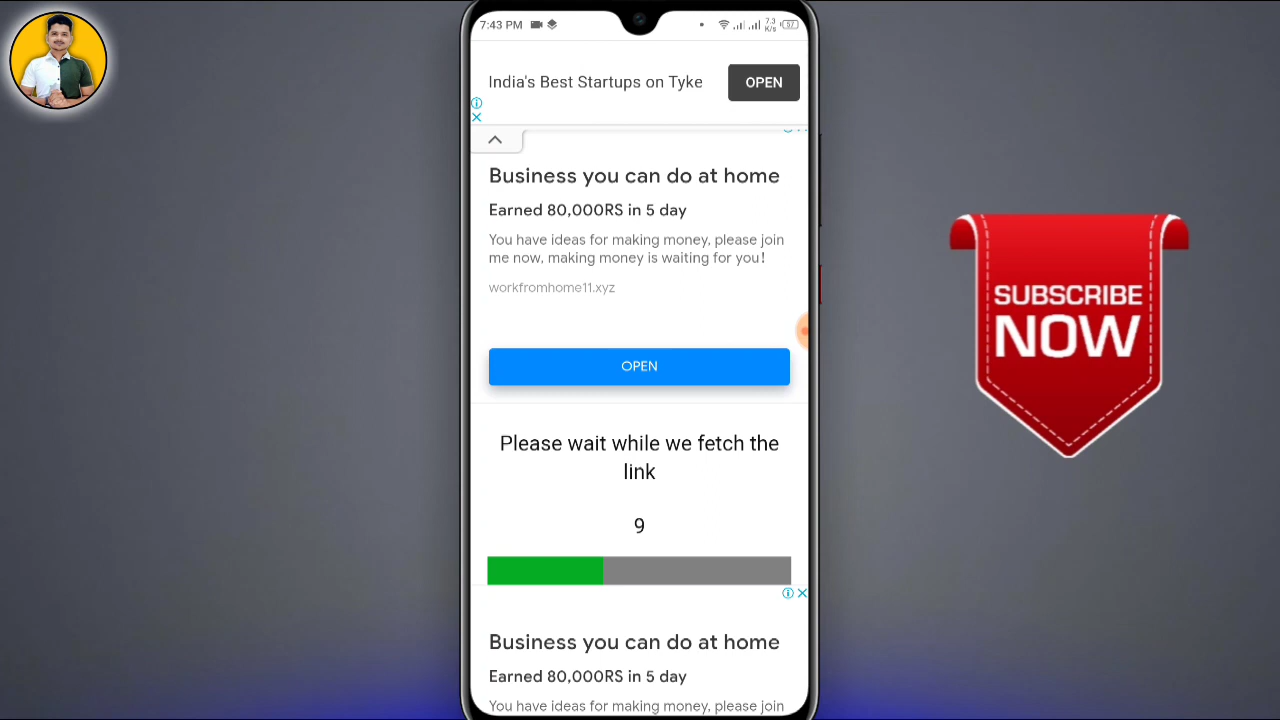 7:43 PM
7.3
K/s
57
India's Best Startups on Tyke
OPEN
Business you can do at home
Earned 80,000RS in 5 day
You have ideas for making money, please join
me now, making money is waiting for you!
workfromhome11.xyz
OPEN
Please wait while we fetch the
link
9
Business you can do at home
Earned 80,000RS in 5 day
You have ideas for making money, please join
SUBSCRIBE
NOW